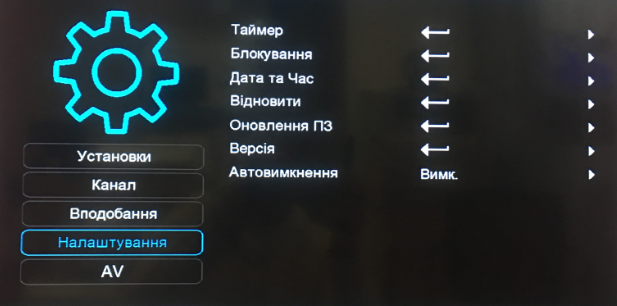 Таймер
Блокування
Дата та Час
Відновити
Оновлення ПЗ
Версія
Автовимкнення Вимк.
Установки
Канал
Вподобання
Налаштування
AV